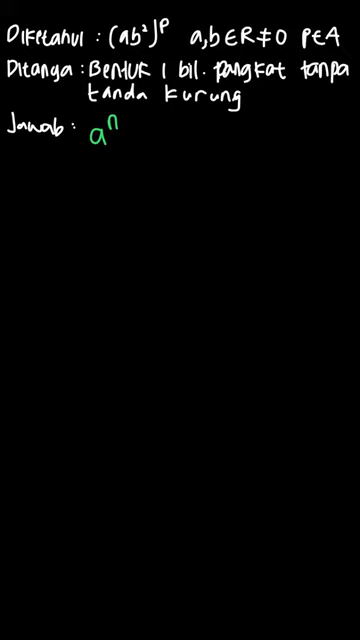 Diketahui : (ab²)ᵖ a,b ∈ R ≠ 0 p ∈ A
Ditanya : Bentuk 1 bil. pangkat tanpa
tanda kurung
Jawab : aⁿ